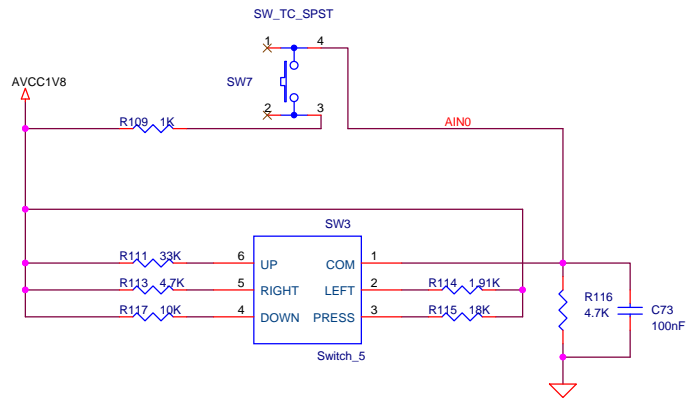 SW_TC_SPST
1 4
AVCC1V8
SW7
2 3
R109 1K
AIN0
SW3
R111 33K 6 UP COM 1
R113 4.7K 5 RIGHT LEFT 2 R114 1.91K
R117 10K 4 DOWN PRESS 3 R115 18K
R116
4.7K
C73
100nF
Switch_5